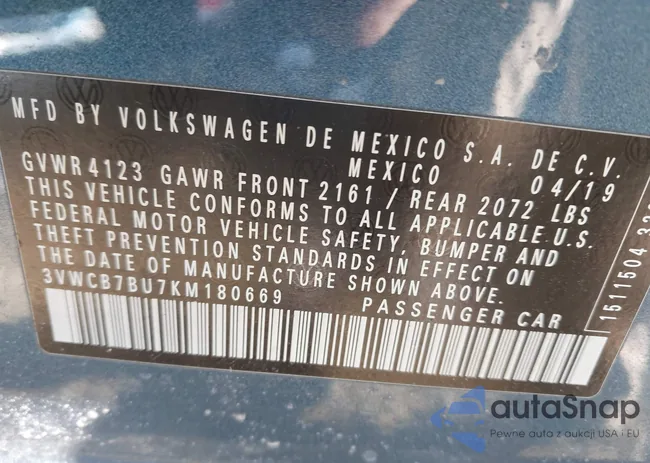 MFD BY VOLKSWAGEN DE MEXICO S.A. DE C.V.
MEXICO 04/19
GVWR 4123 GAWR FRONT 2161 / REAR 2072 LBS
THIS VEHICLE CONFORMS TO ALL APPLICABLE U.S.
FEDERAL MOTOR VEHICLE SAFETY, BUMPER AND
THEFT PREVENTION STANDARDS IN EFFECT ON
THE DATE OF MANUFACTURE SHOWN ABOVE.
3VWCB7BU7KM180669 PASSENGER CAR
1511504
autaSnap
Pewne auta z aukcji USA i EU